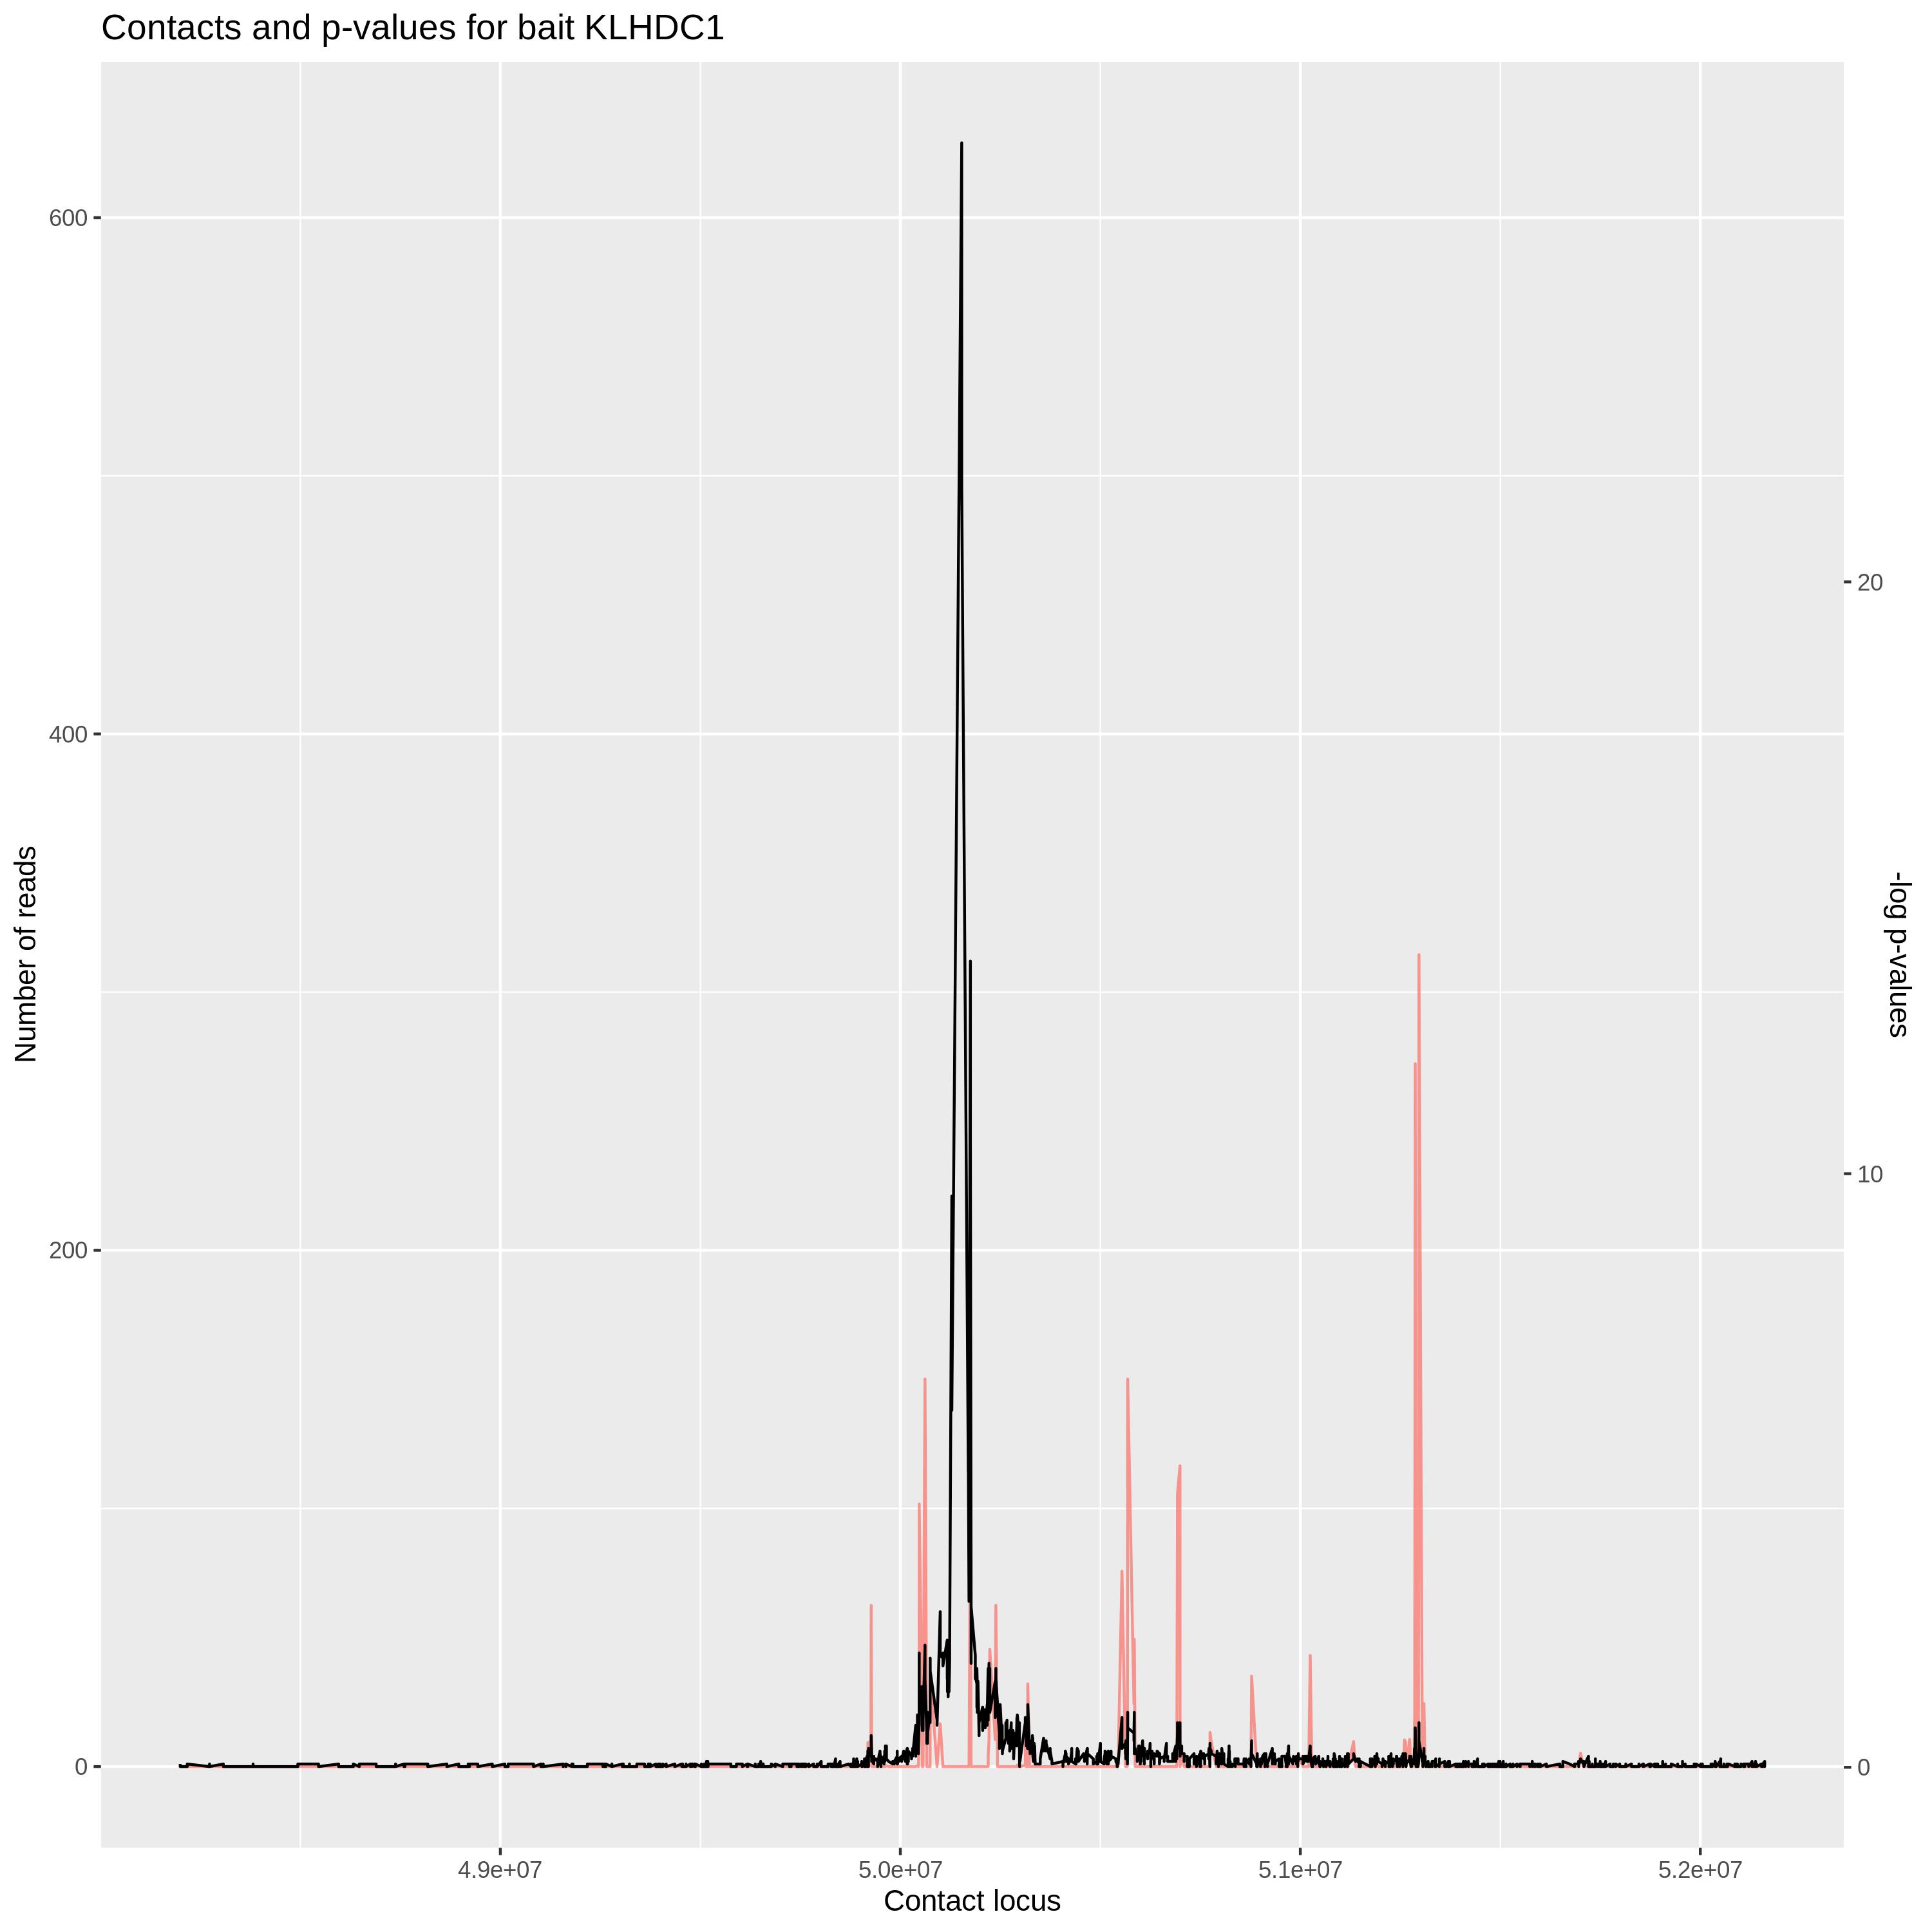 Contacts and p-values for bait KLHDC1
600
400
200
0
Number of reads
20
10
0
-log p-values
4.9e+07
5.0e+07
5.1e+07
5.2e+07
Contact locus